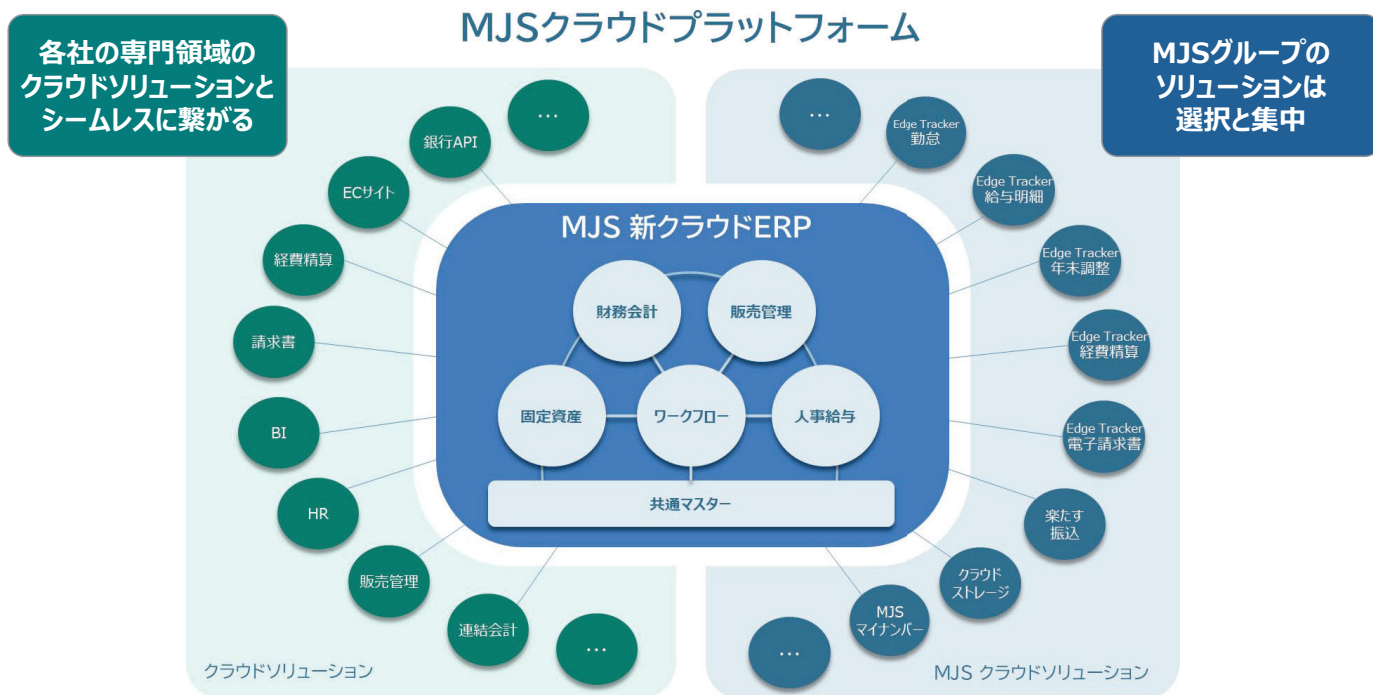 MJSクラウドプラットフォーム
各社の専門領域の
クラウドソリューションと
シームレスに繋がる
MJSグループの
ソリューションは
選択と集中
…
銀行API
ECサイト
経費精算
請求書
BI
HR
販売管理
連結会計
…
クラウドソリューション
MJS 新クラウドERP
財務会計
販売管理
固定資産
ワークフロー
人事給与
共通マスター
…
Edge Tracker
勤怠
Edge Tracker
給与明細
Edge Tracker
年末調整
Edge Tracker
経費精算
Edge Tracker
電子請求書
楽たす
振込
クラウド
ストレージ
MJS
マイナンバー
…
MJS クラウドソリューション